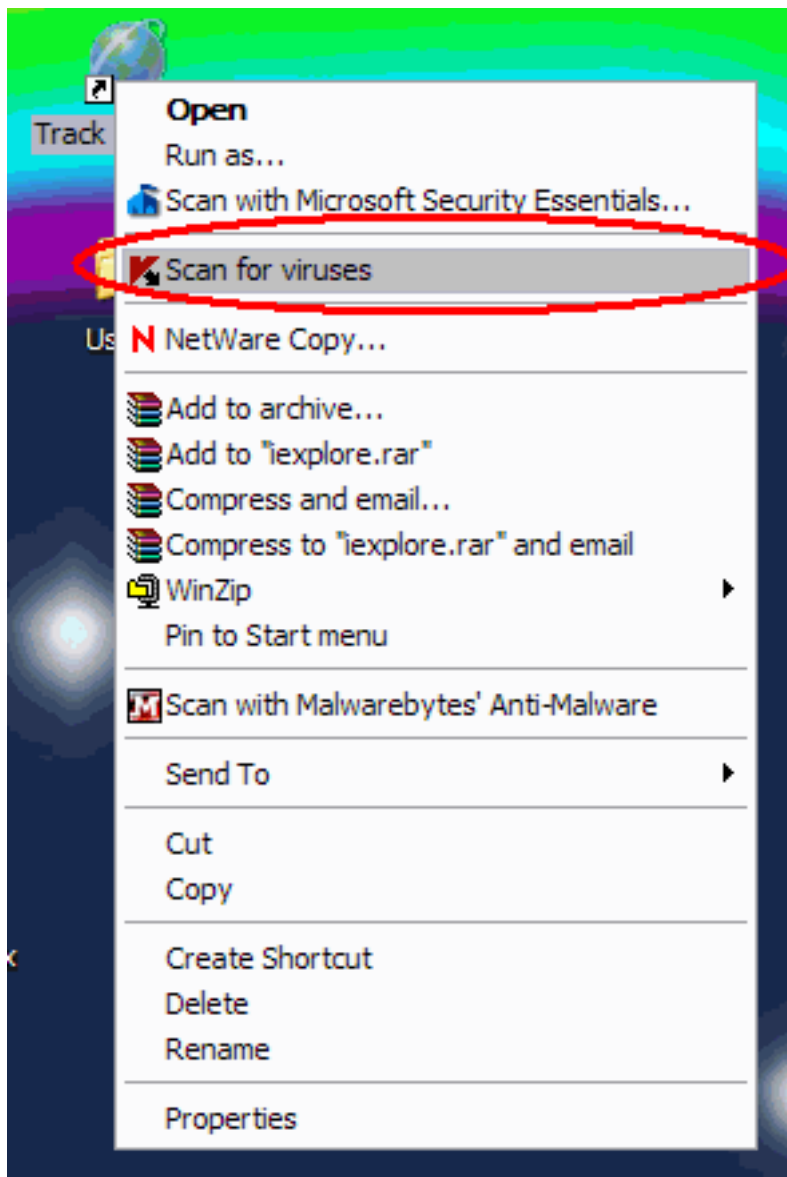 Track
Open
Run as...
Scan with Microsoft Security Essentials...
Scan for viruses
Us
N NetWare Copy...
Add to archive...
Add to "iexplore.rar"
Compress and email...
Compress to "iexplore.rar" and email
WinZip
Pin to Start menu
M Scan with Malwarebytes' Anti-Malware
Send To
Cut
Copy
x
Create Shortcut
Delete
Rename
Properties